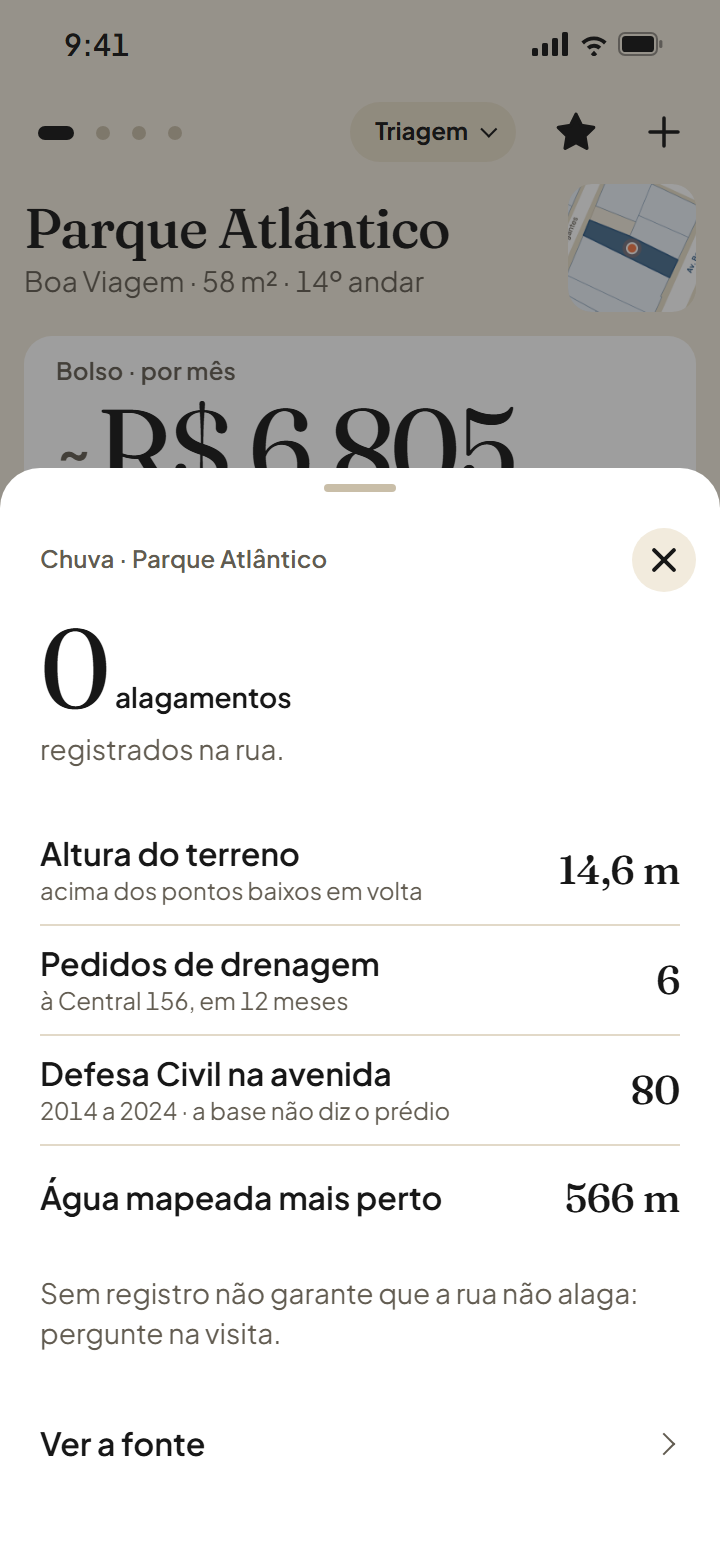 9:41
Triagem
Parque Atlântico
Boa Viagem · 58 m² · 14º andar
Bolso · por mês
~R$ 6.805
Chuva · Parque Atlântico
0 alagamentos
registrados na rua.
Altura do terreno
14,6 m
acima dos pontos baixos em volta
Pedidos de drenagem
6
à Central 156, em 12 meses
Defesa Civil na avenida
80
2014 a 2024 · a base não diz o prédio
Água mapeada mais perto
566 m
Sem registro não garante que a rua não alaga:
pergunte na visita.
Ver a fonte